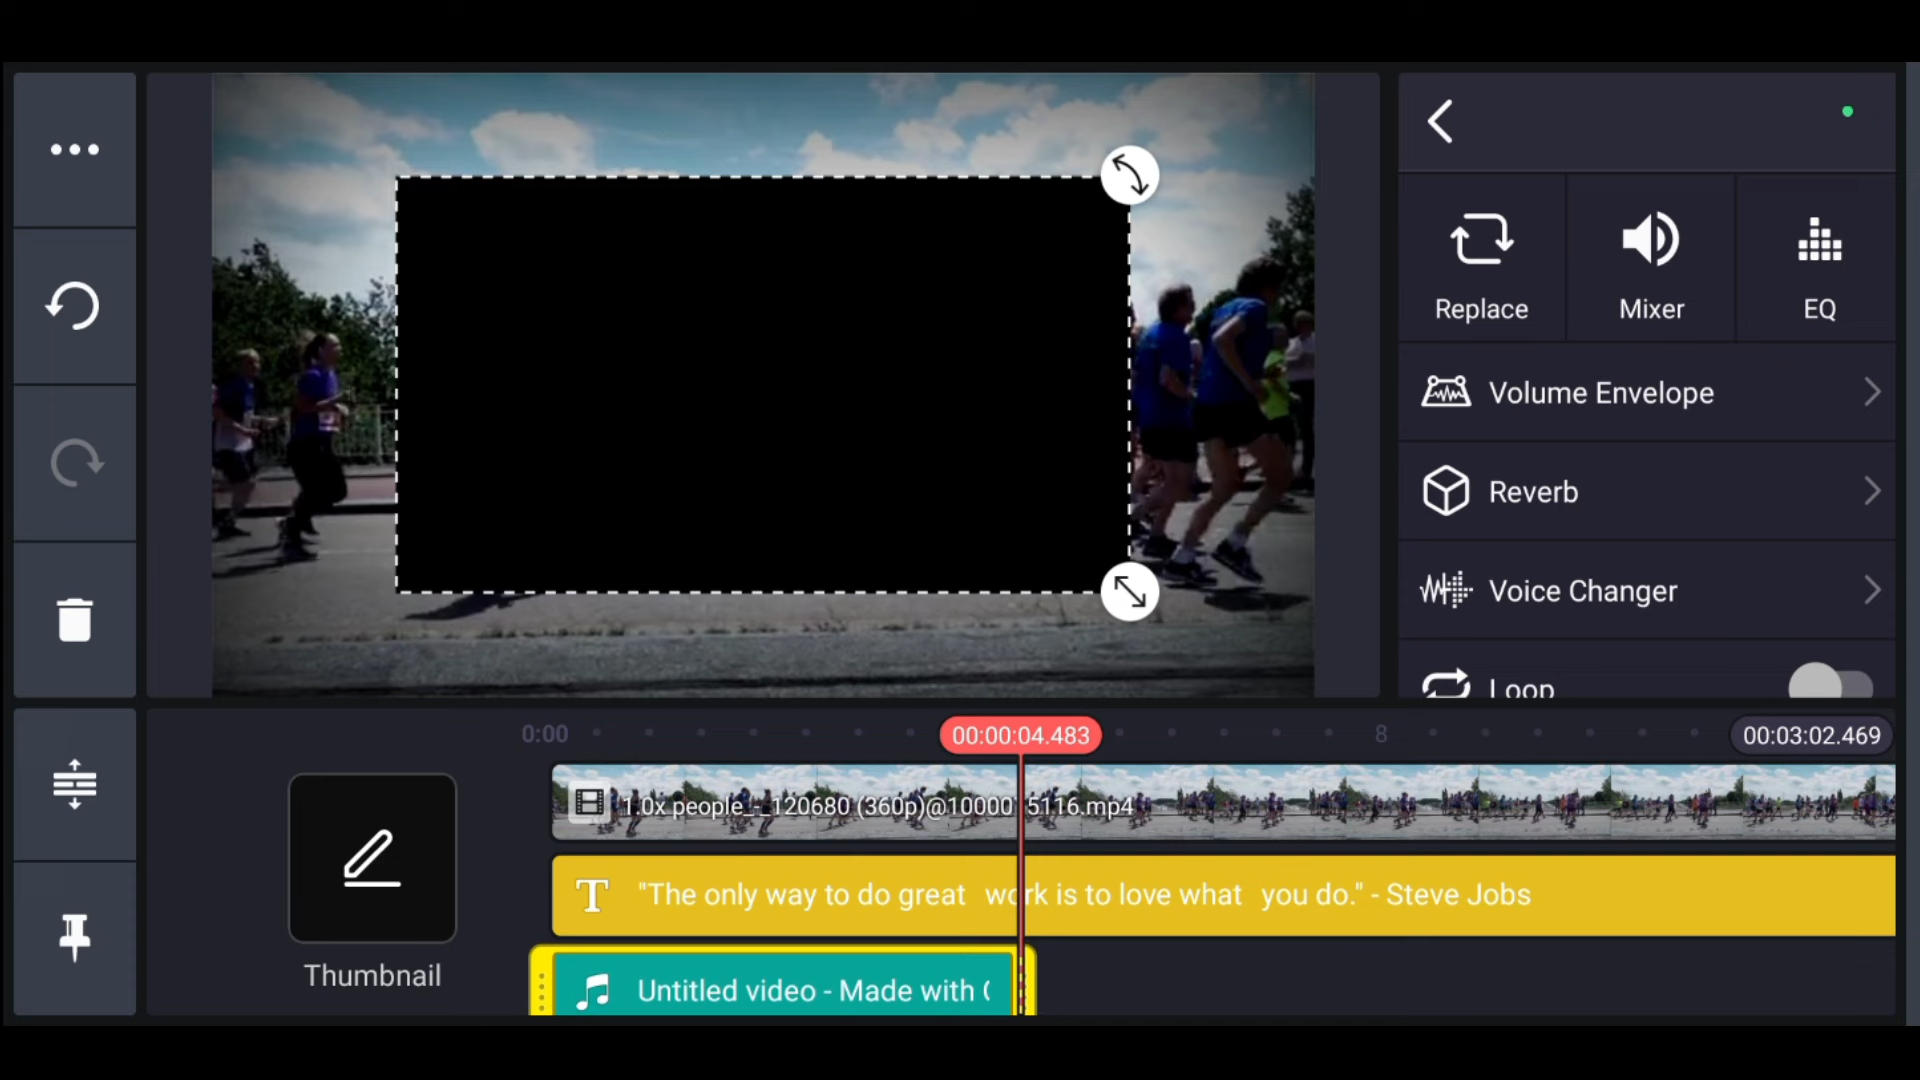 Replace
Mixer
EQ
Volume Envelope
Reverb
Voice Changer
Loop
0:00
00:00:04.483
8
00:03:02.469
1.0x people_-_120680 (360p)@10000 5116.mp4
T "The only way to do great work is to love what you do." - Steve Jobs
Thumbnail
Untitled video - Made with